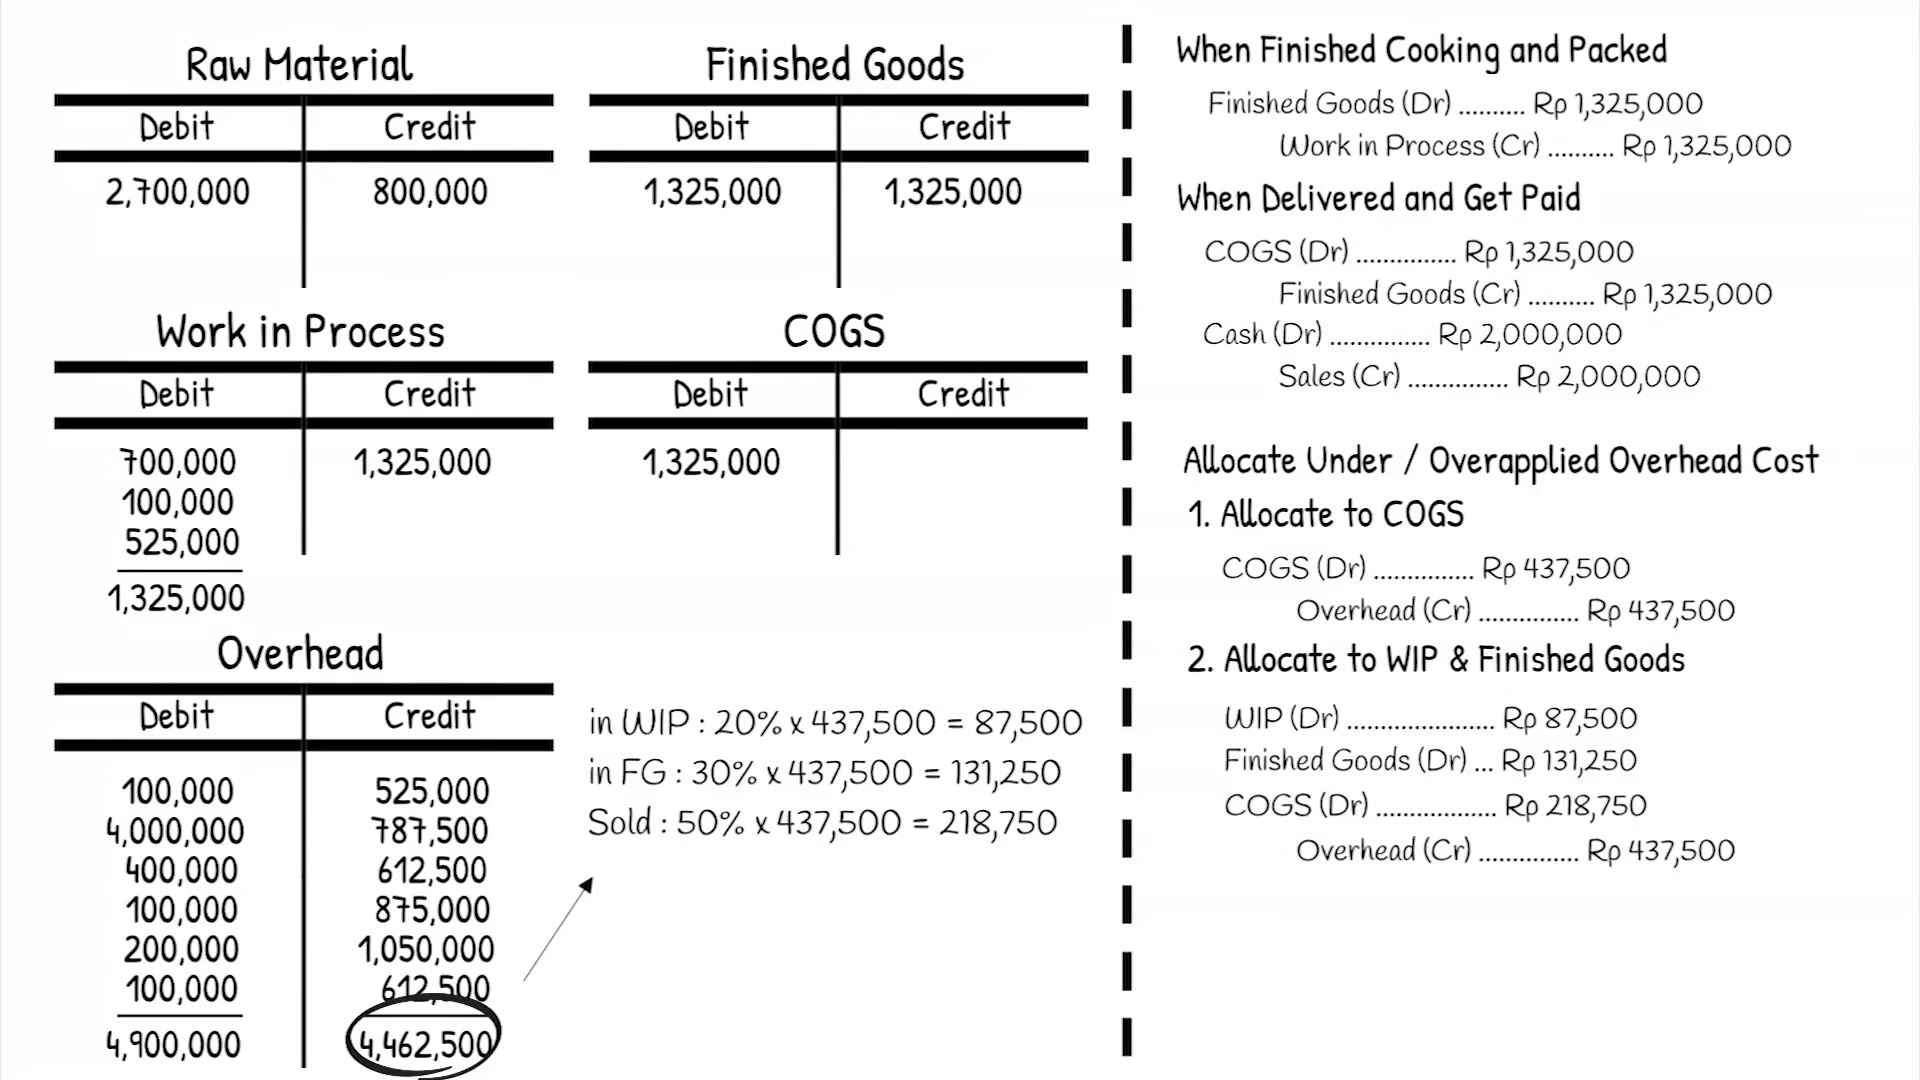 Raw Material
Debit Credit
2,700,000 800,000
Finished Goods
Debit Credit
1,325,000 1,325,000
Work in Process
Debit Credit
700,000 1,325,000
100,000
525,000
1,325,000
COGS
Debit Credit
1,325,000
Overhead
Debit Credit
100,000 525,000
4,000,000 787,500
400,000 612,500
100,000 875,000
200,000 1,050,000
100,000 612,500
4,900,000 4,462,500
in WIP : 20% x 437,500 = 87,500
in FG : 30% x 437,500 = 131,250
Sold : 50% x 437,500 = 218,750
When Finished Cooking and Packed
Finished Goods (Dr) .......... Rp 1,325,000
Work in Process (Cr) .......... Rp 1,325,000
When Delivered and Get Paid
COGS (Dr) ............... Rp 1,325,000
Finished Goods (Cr) .......... Rp 1,325,000
Cash (Dr) ............... Rp 2,000,000
Sales (Cr) ............... Rp 2,000,000
Allocate Under / Overapplied Overhead Cost
1. Allocate to COGS
COGS (Dr) ............... Rp 437,500
Overhead (Cr) ............... Rp 437,500
2. Allocate to WIP & Finished Goods
WIP (Dr) ...................... Rp 87,500
Finished Goods (Dr) ... Rp 131,250
COGS (Dr) .................. Rp 218,750
Overhead (Cr) ............... Rp 437,500